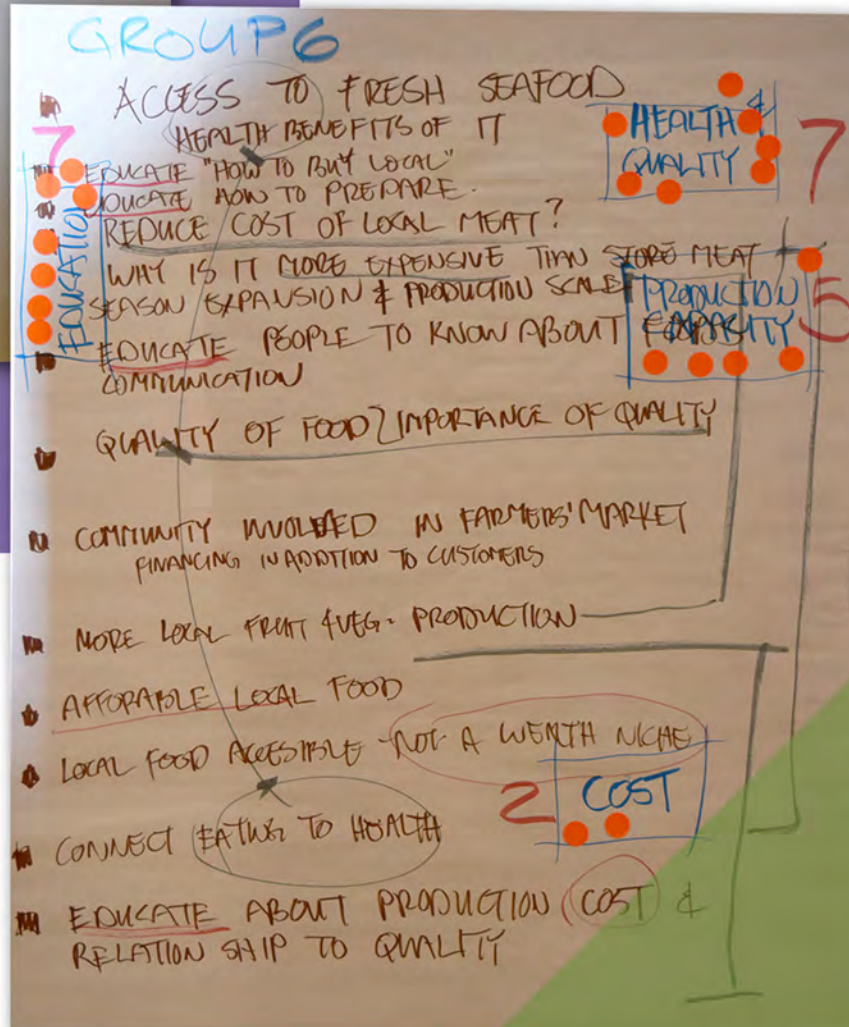 GROUP 6
ACCESS TO FRESH SEAFOOD
HEALTH BENEFITS OF IT
HEALTH &
QUALITY
7
7
EDUCATION
EDUCATE "HOW TO BUY LOCAL"
EDUCATE HOW TO PREPARE.
REDUCE COST OF LOCAL MEAT?
WHY IS IT MORE EXPENSIVE THAN STORE MEAT
SEASON EXPANSION & PRODUCTION SCALE
PRODUCTION
CAPABILITY
5
EDUCATE PEOPLE TO KNOW ABOUT
COMMUNICATION
QUALITY OF FOOD IMPORTANCE OF QUALITY
COMMUNITY INVOLVED IN FARMERS' MARKET
FINANCING IN ADDITION TO CUSTOMERS
MORE LOCAL FRUIT & VEG. PRODUCTION
AFFORABLE LOCAL FOOD
LOCAL FOOD ACCESIBLE - NOT A WEALTH NICHE
2
COST
CONNECT EATING TO HEALTH
EDUCATE ABOUT PRODUCTION COST &
RELATIONSHIP TO QUALITY